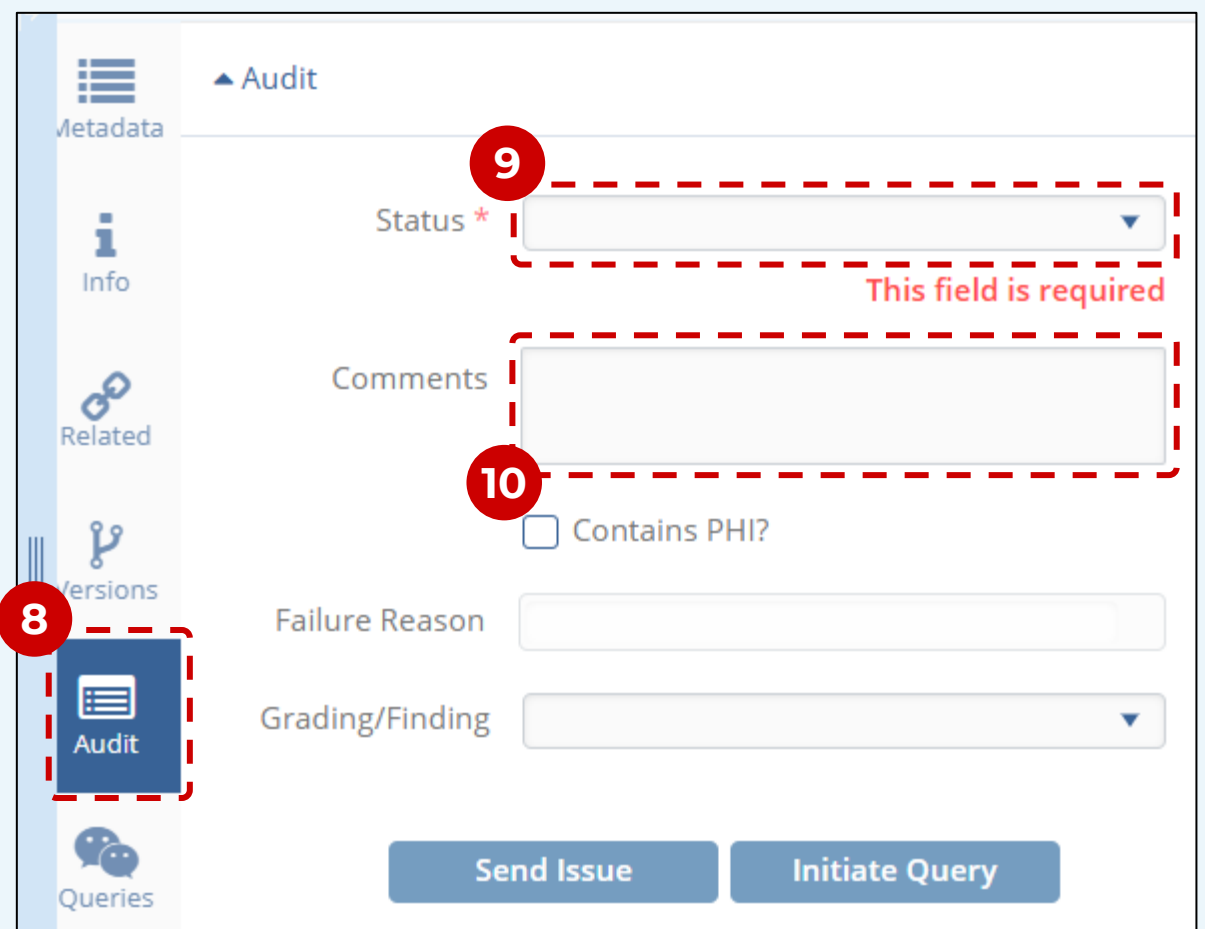 Metadata
Audit
9
Status *
Info
This field is required
Comments
Related
10
Contains PHI?
Versions
8
Failure Reason
Audit
Grading/Finding
Queries
Send Issue
Initiate Query